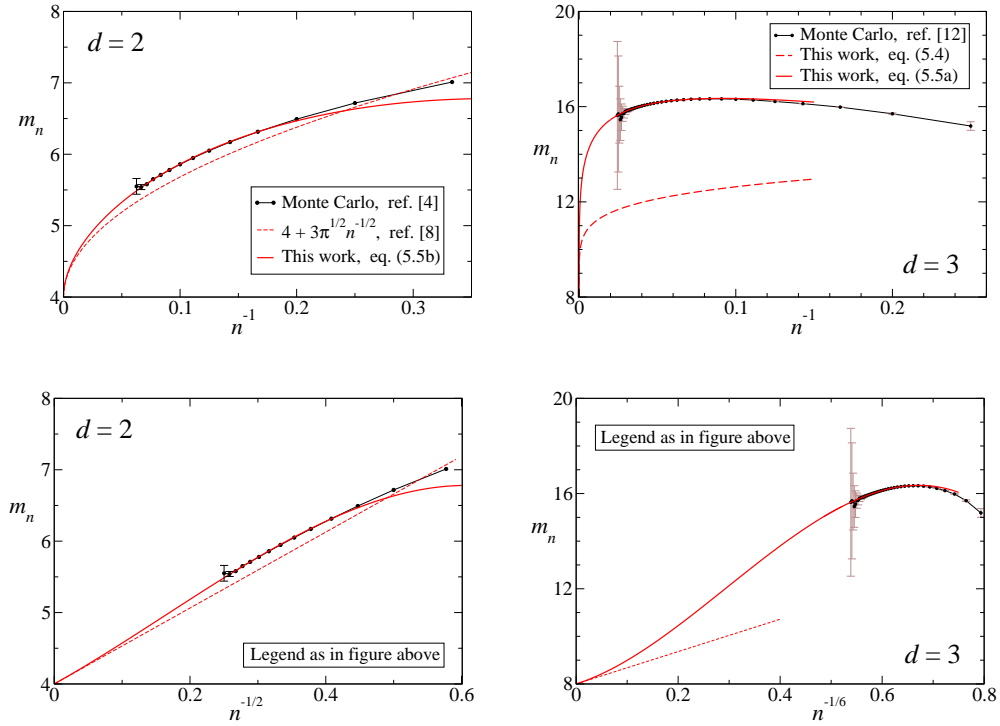 8
7
6
5
4
m_n
d = 2
Monte Carlo, ref. [4]
4 + 3π^{1/2} n^{-1/2}, ref. [8]
This work, eq. (5.5b)
0
0.1
0.2
0.3
n^{-1}
20
16
12
8
m_n
Monte Carlo, ref. [12]
This work, eq. (5.4)
This work, eq. (5.5a)
d = 3
0
0.1
0.2
n^{-1}
8
7
6
5
4
m_n
d = 2
Legend as in figure above
0
0.2
0.4
0.6
n^{-1/2}
20
16
12
8
m_n
Legend as in figure above
d = 3
0
0.2
0.4
0.6
0.8
n^{-1/6}